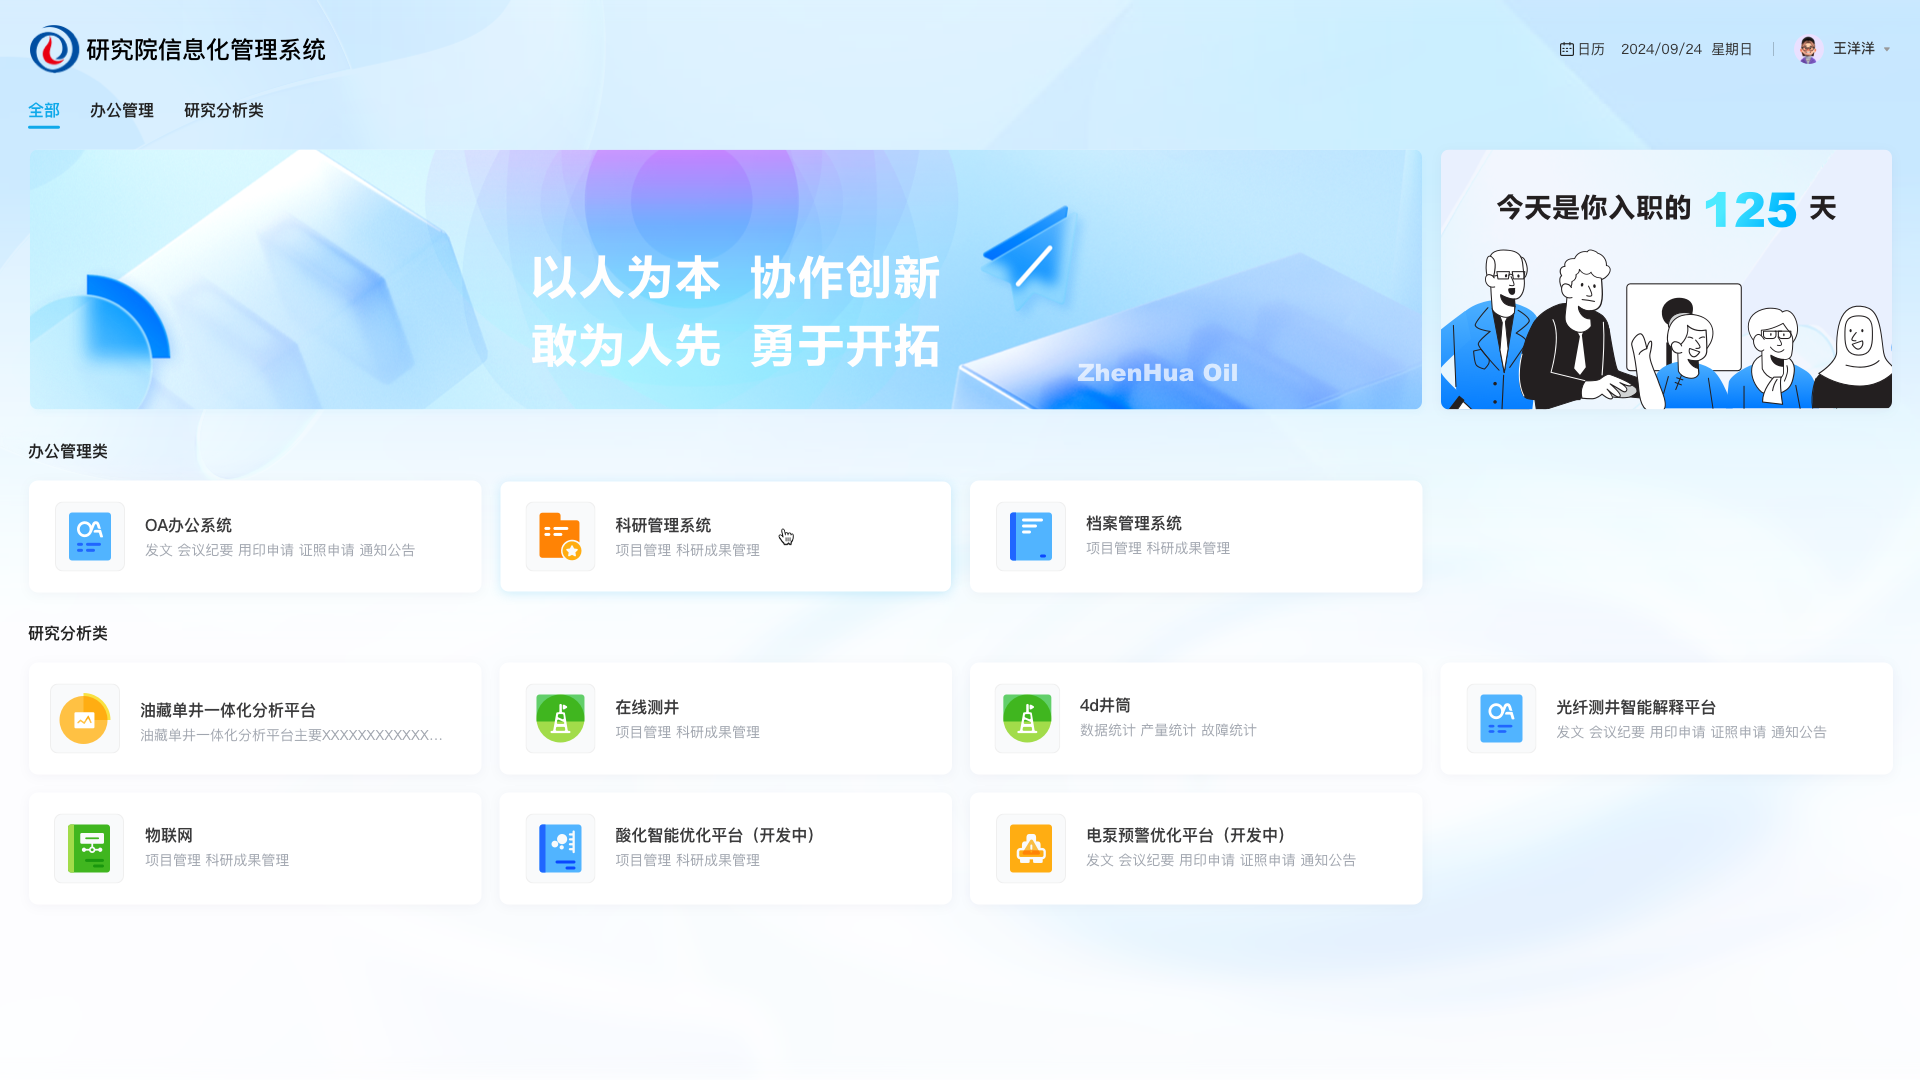 研究院信息化管理系统
日历 2024/09/24 星期日 王洋洋
全部 办公管理 研究分析类
以人为本 协作创新
敢为人先 勇于开拓
ZhenHua Oil
今天是你入职的 125 天
办公管理类
OA
OA办公系统
发文 会议纪要 用印申请 证照申请 通知公告
科研管理系统
项目管理 科研成果管理
档案管理系统
项目管理 科研成果管理
研究分析类
油藏单井一体化分析平台
油藏单井一体化分析平台主要XXXXXXXXXXXX...
在线测井
项目管理 科研成果管理
4d井筒
数据统计 产量统计 故障统计
OA
光纤测井智能解释平台
发文 会议纪要 用印申请 证照申请 通知公告
物联网
项目管理 科研成果管理
酸化智能优化平台（开发中）
项目管理 科研成果管理
电泵预警优化平台（开发中）
发文 会议纪要 用印申请 证照申请 通知公告